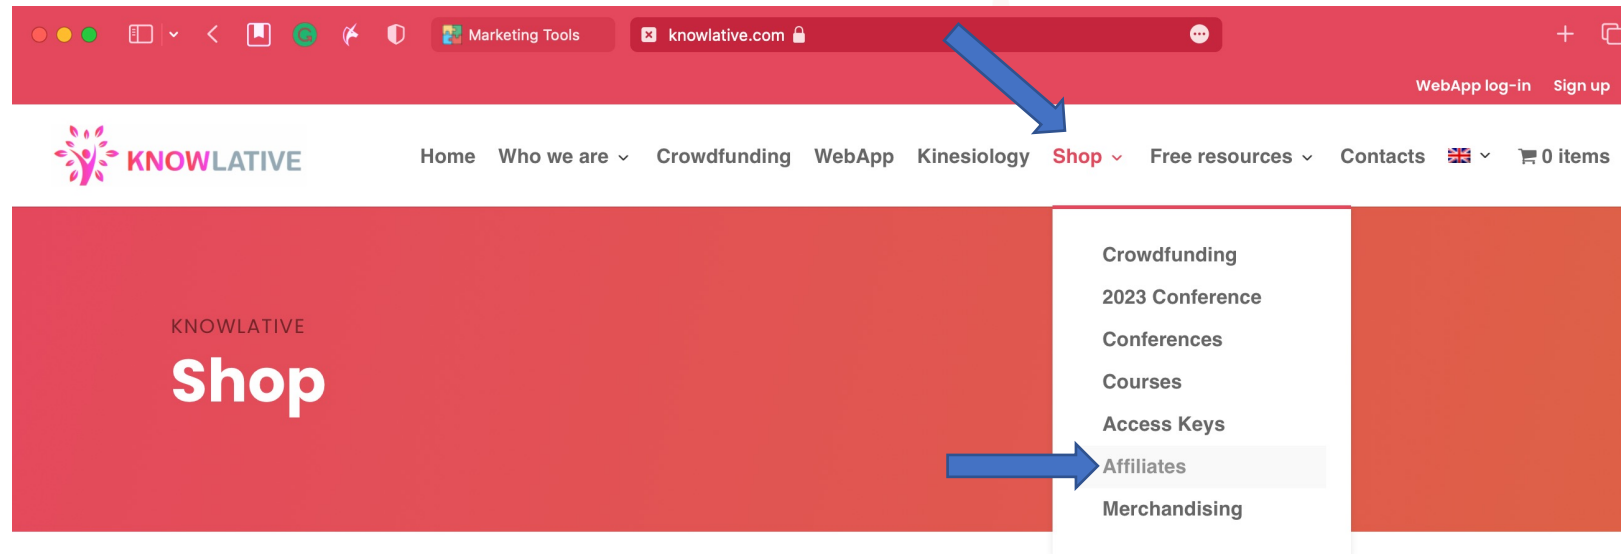 Marketing Tools
knowlative.com
WebApp log-in Sign up
KNOWLATIVE
Home Who we are Crowdfunding WebApp Kinesiology Shop Free resources Contacts 0 items
Crowdfunding
2023 Conference
Conferences
Courses
Access Keys
Affiliates
Merchandising
KNOWLATIVE
Shop